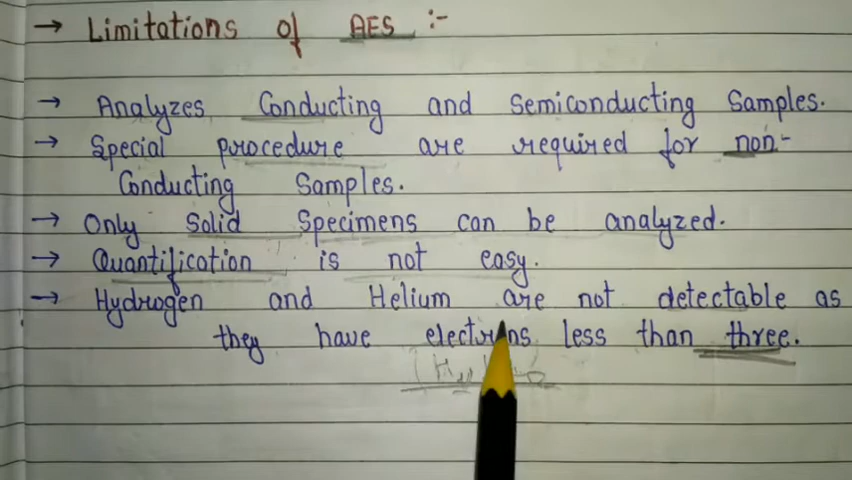 → Limitations of AES :-
→ Analyzes Conducting and Semiconducting Samples.
→ Special procedure are required for non-
Conducting Samples.
→ Only Solid Specimens can be analyzed.
→ Quantification is not easy.
→ Hydrogen and Helium are not detectable as
they have electrons less than three.